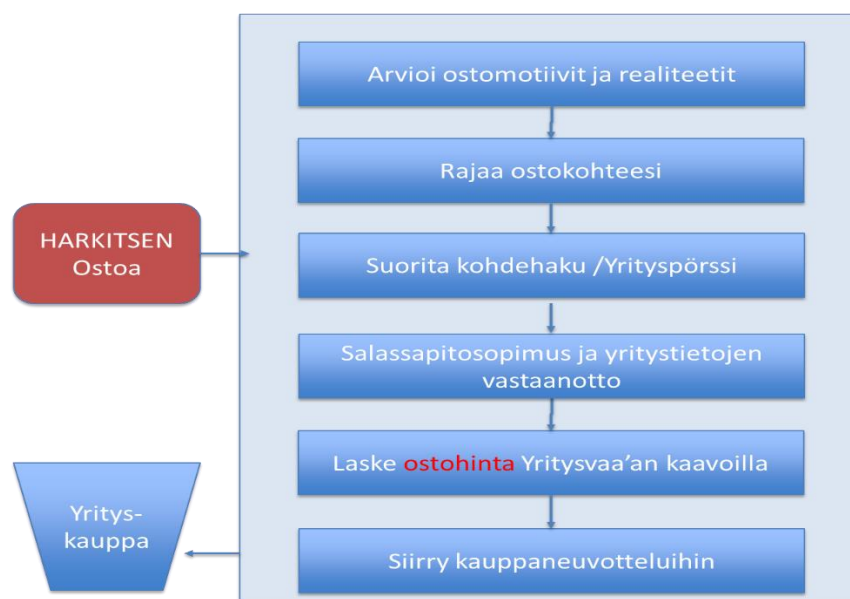 HARKITSEN
Ostoa
Arvioi ostomotiivit ja realiteetit
Rajaa ostokohteesi
Suorita kohdehaku /Yrityspörssi
Salassapitosopimus ja yritystietojen
vastaanotto
Laske ostohinta Yritysvaa'an kaavoilla
Siirry kauppaneuvotteluihin
Yritys-
kauppa